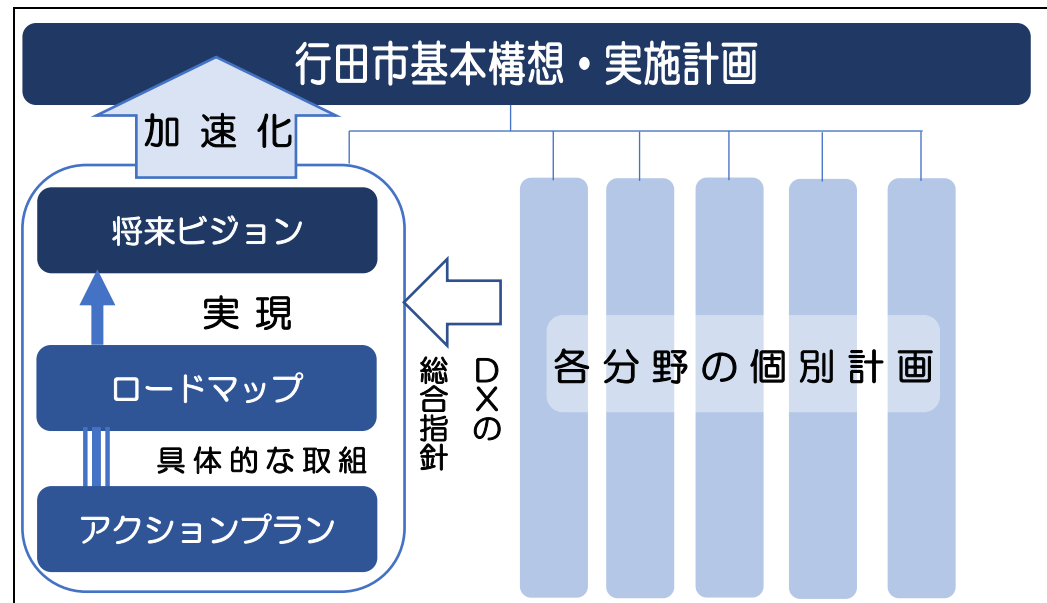 行田市基本構想・実施計画
加速化
将来ビジョン
実現
ロードマップ
具体的な取組
アクションプラン
DXの
総合指針
各分野の個別計画